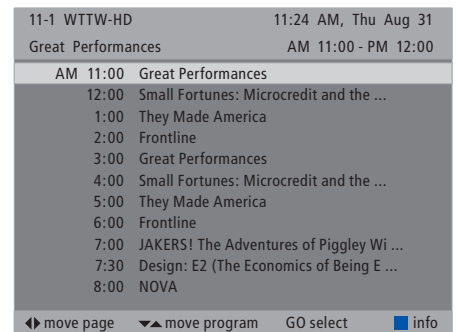 11-1 WTTW-HD 11:24 AM, Thu Aug 31
Great Performances AM 11:00 - PM 12:00
AM 11:00 Great Performances
12:00 Small Fortunes: Microcredit and the ...
1:00 They Made America
2:00 Frontline
3:00 Great Performances
4:00 Small Fortunes: Microcredit and the ...
5:00 They Made America
6:00 Frontline
7:00 JAKERS! The Adventures of Piggley Wi ...
7:30 Design: E2 (The Economics of Being E ...
8:00 NOVA
move page move program GO select info